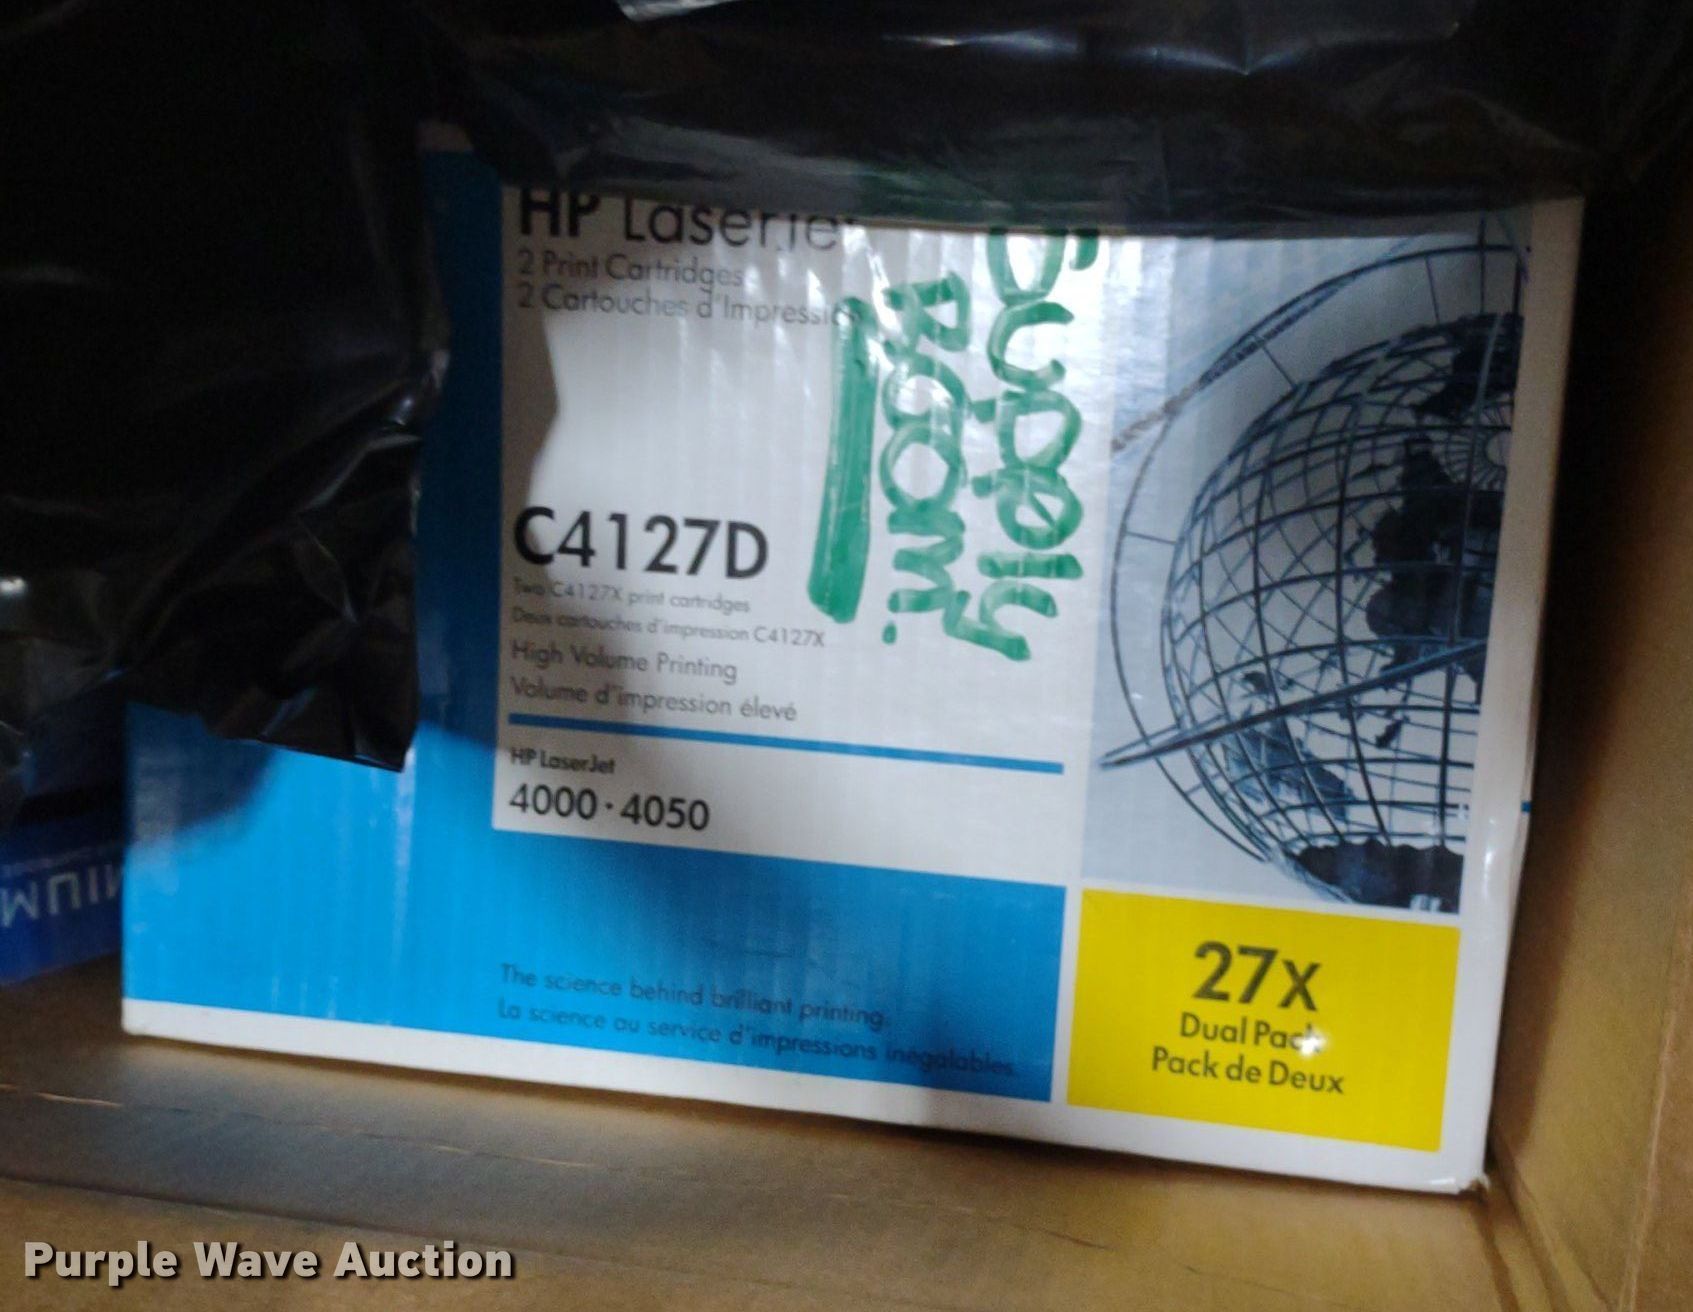 HP LaserJet
2 Print Cartridges
2 Cartouches d'Impression
Supply
Room.
C4127D
Two C4127X print cartridges
Deux cartouches d'impression C4127X
High Volume Printing
Volume d'impression élevé
HP LaserJet
4000 · 4050
The science behind brilliant printing.
La science au service d'impressions inégalables.
27X
Dual Pack
Pack de Deux
Purple Wave Auction